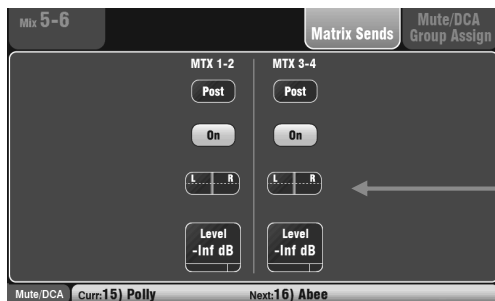 Mix 5-6
Matrix Sends
Mute/DCA
Group Assign
MTX 1-2 MTX 3-4
Post Post
On On
L R L R
Level Level
-Inf dB -Inf dB
Mute/DCA Curr:15) Polly Next:16) Abee